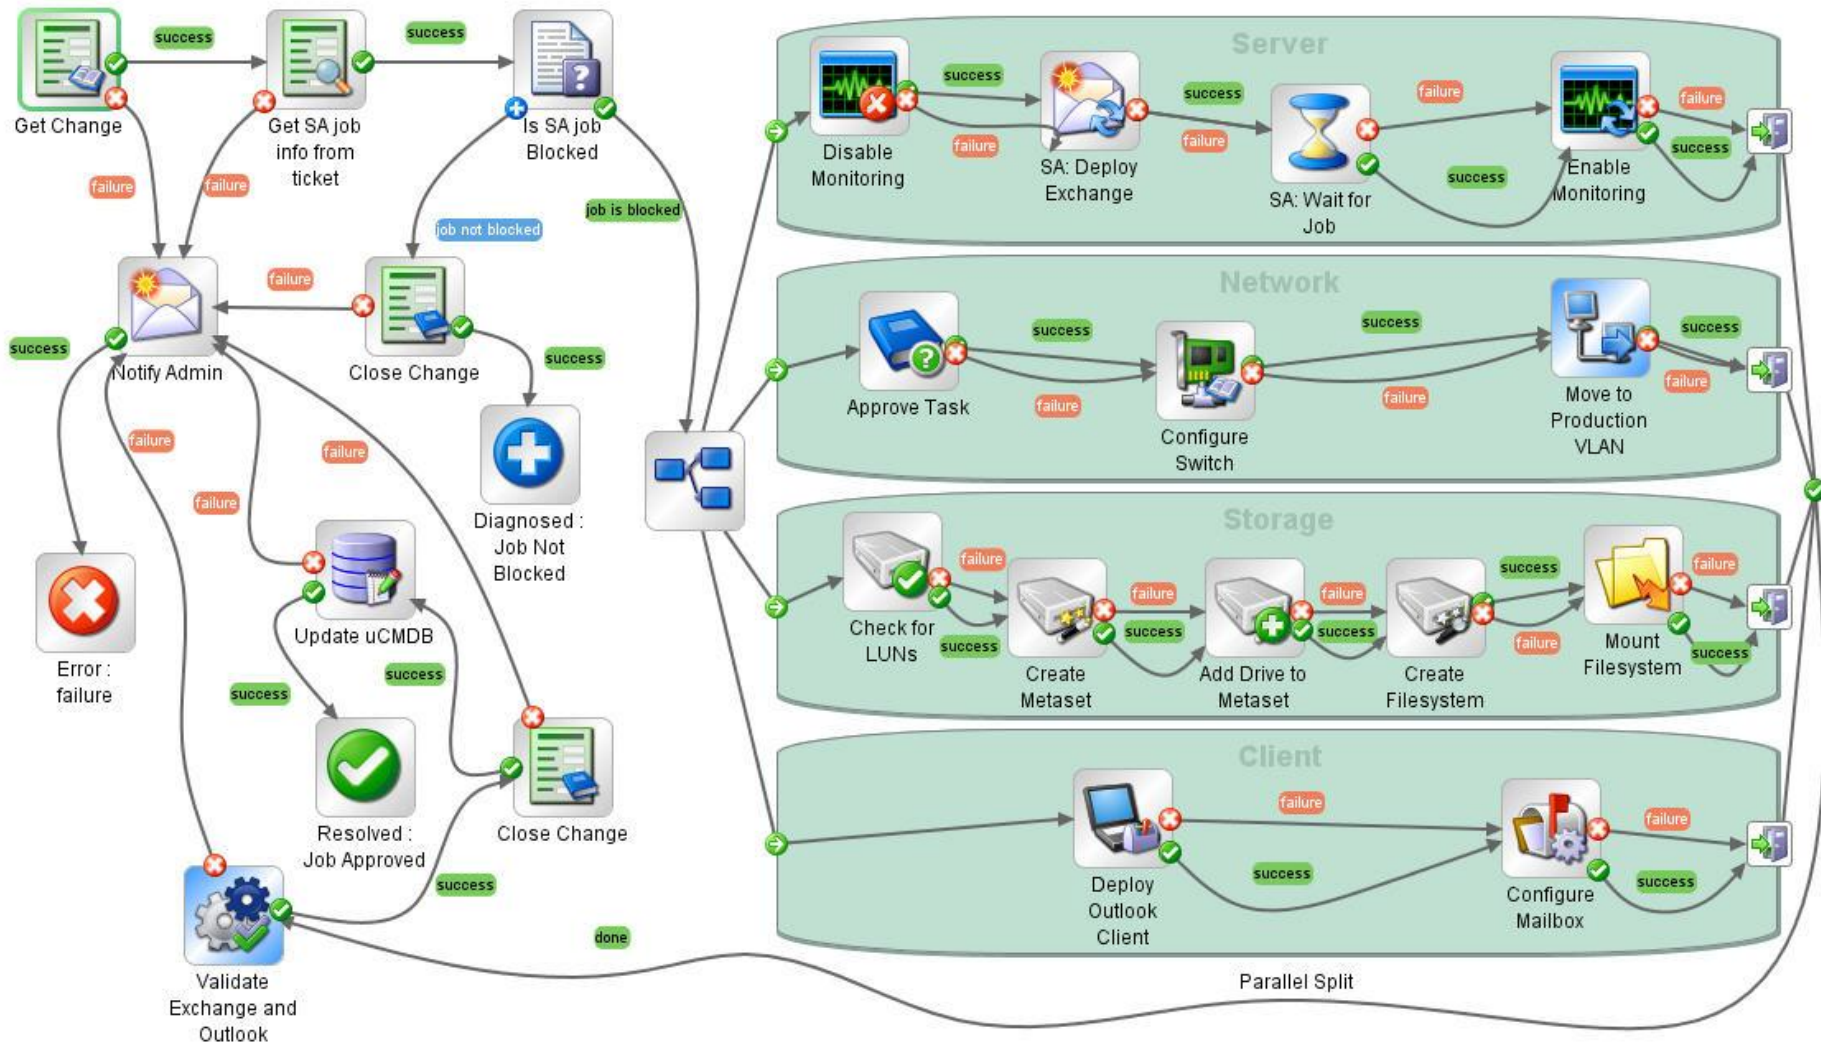 success
success
Get Change
Get SA job
info from
ticket
Is SA job
Blocked
failure
failure
job not blocked
job is blocked
failure
success
Notify Admin
Close Change
success
failure
failure
failure
Diagnosed :
Job Not
Blocked
Error :
failure
Update uCMDB
success
success
Resolved :
Job Approved
Close Change
success
Validate
Exchange and
Outlook
done
Server
success
success
failure
failure
failure
failure
success
success
Disable
Monitoring
SA: Deploy
Exchange
SA: Wait for
Job
Enable
Monitoring
Network
success
success
success
failure
failure
failure
Approve Task
Configure
Switch
Move to
Production
VLAN
Storage
failure
failure
failure
success
failure
success
success
success
failure
success
Check for
LUNs
Create
Metaset
Add Drive to
Metaset
Create
Filesystem
Mount
Filesystem
Client
failure
failure
success
success
Deploy
Outlook
Client
Configure
Mailbox
Parallel Split